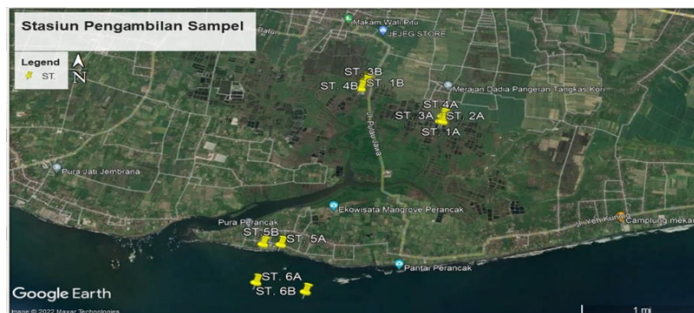 Stasiun Pengambilan Sampel
Legend
ST.
N
Makam Wali Pitu
JEJEG STORE
ST. 3B
ST. 4B
ST. 1B
Merajan Dadia Pangeran Tangkas Kori
ST.4A
ST. 3A
ST. 2A
ST. 1A
Pura Jati Jembrana
Ekowisata Mangrove Perancak
Pura Perancak
ST.5B
ST. 5A
Camplung mekar
Pantai Perancak
ST. 6A
ST. 6B
Google Earth
Image © 2022 Maxar Technologies
1 mi